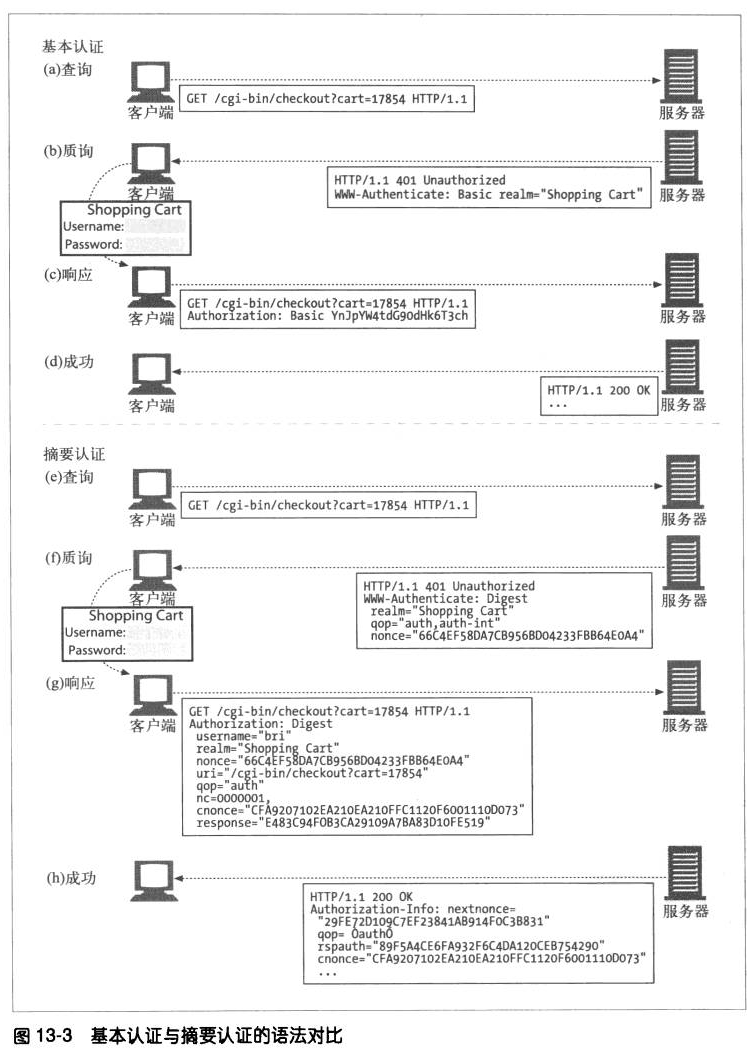 基本认证
(a)查询
GET /cgi-bin/checkout?cart=17854 HTTP/1.1
客户端
服务器
(b)质询
HTTP/1.1 401 Unauthorized
WWW-Authenticate: Basic realm="Shopping Cart"
客户端
服务器
Shopping Cart
Username:
Password:
(c)响应
GET /cgi-bin/checkout?cart=17854 HTTP/1.1
Authorization: Basic YnJpYW4tdG90dHk6T3ch
客户端
服务器
(d)成功
HTTP/1.1 200 OK
...
客户端
服务器
摘要认证
(e)查询
GET /cgi-bin/checkout?cart=17854 HTTP/1.1
客户端
服务器
(f)质询
HTTP/1.1 401 Unauthorized
WWW-Authenticate: Digest
realm="Shopping Cart"
qop="auth,auth-int"
nonce="66C4EF58DA7CB956BD04233FBB64E0A4"
客户端
服务器
Shopping Cart
Username:
Password:
(g)响应
GET /cgi-bin/checkout?cart=17854 HTTP/1.1
Authorization: Digest
username="bri"
realm="Shopping Cart"
nonce="66C4EF58DA7CB956BD04233FBB64E0A4"
uri="/cgi-bin/checkout?cart=17854"
qop="auth"
nc=0000001,
cnonce="CFA9207102EA210EA210FFC1120F6001110D073"
response="E483C94F0B3CA29109A7BA83D10FE519"
客户端
服务器
(h)成功
HTTP/1.1 200 OK
Authorization-Info: nextnonce=
"29FE72D109C7EF23841AB914F0C3B831"
qop= ÒauthÓ
rspauth="89F5A4CE6FA932F6C4DA120CEB754290"
cnonce="CFA9207102EA210EA210FFC1120F6001110D073"
...
服务器
图 13-3 基本认证与摘要认证的语法对比